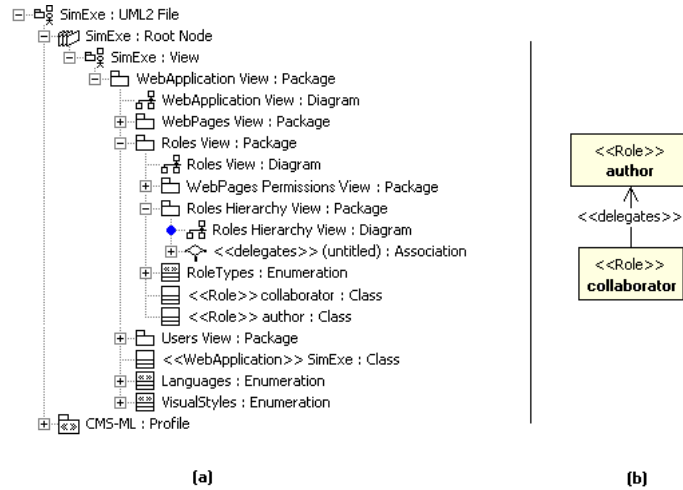 SimExe : UML2 File
SimExe : Root Node
SimExe : View
WebApplication View : Package
WebApplication View : Diagram
WebPages View : Package
Roles View : Package
Roles View : Diagram
WebPages Permissions View : Package
Roles Hierarchy View : Package
Roles Hierarchy View : Diagram
<<delegates>> (untitled) : Association
RoleTypes : Enumeration
<<Role>> collaborator : Class
<<Role>> author : Class
Users View : Package
<<WebApplication>> SimExe : Class
Languages : Enumeration
VisualStyles : Enumeration
CMS-ML : Profile
(a)
<<Role>>
author
<<delegates>>
<<Role>>
collaborator
(b)